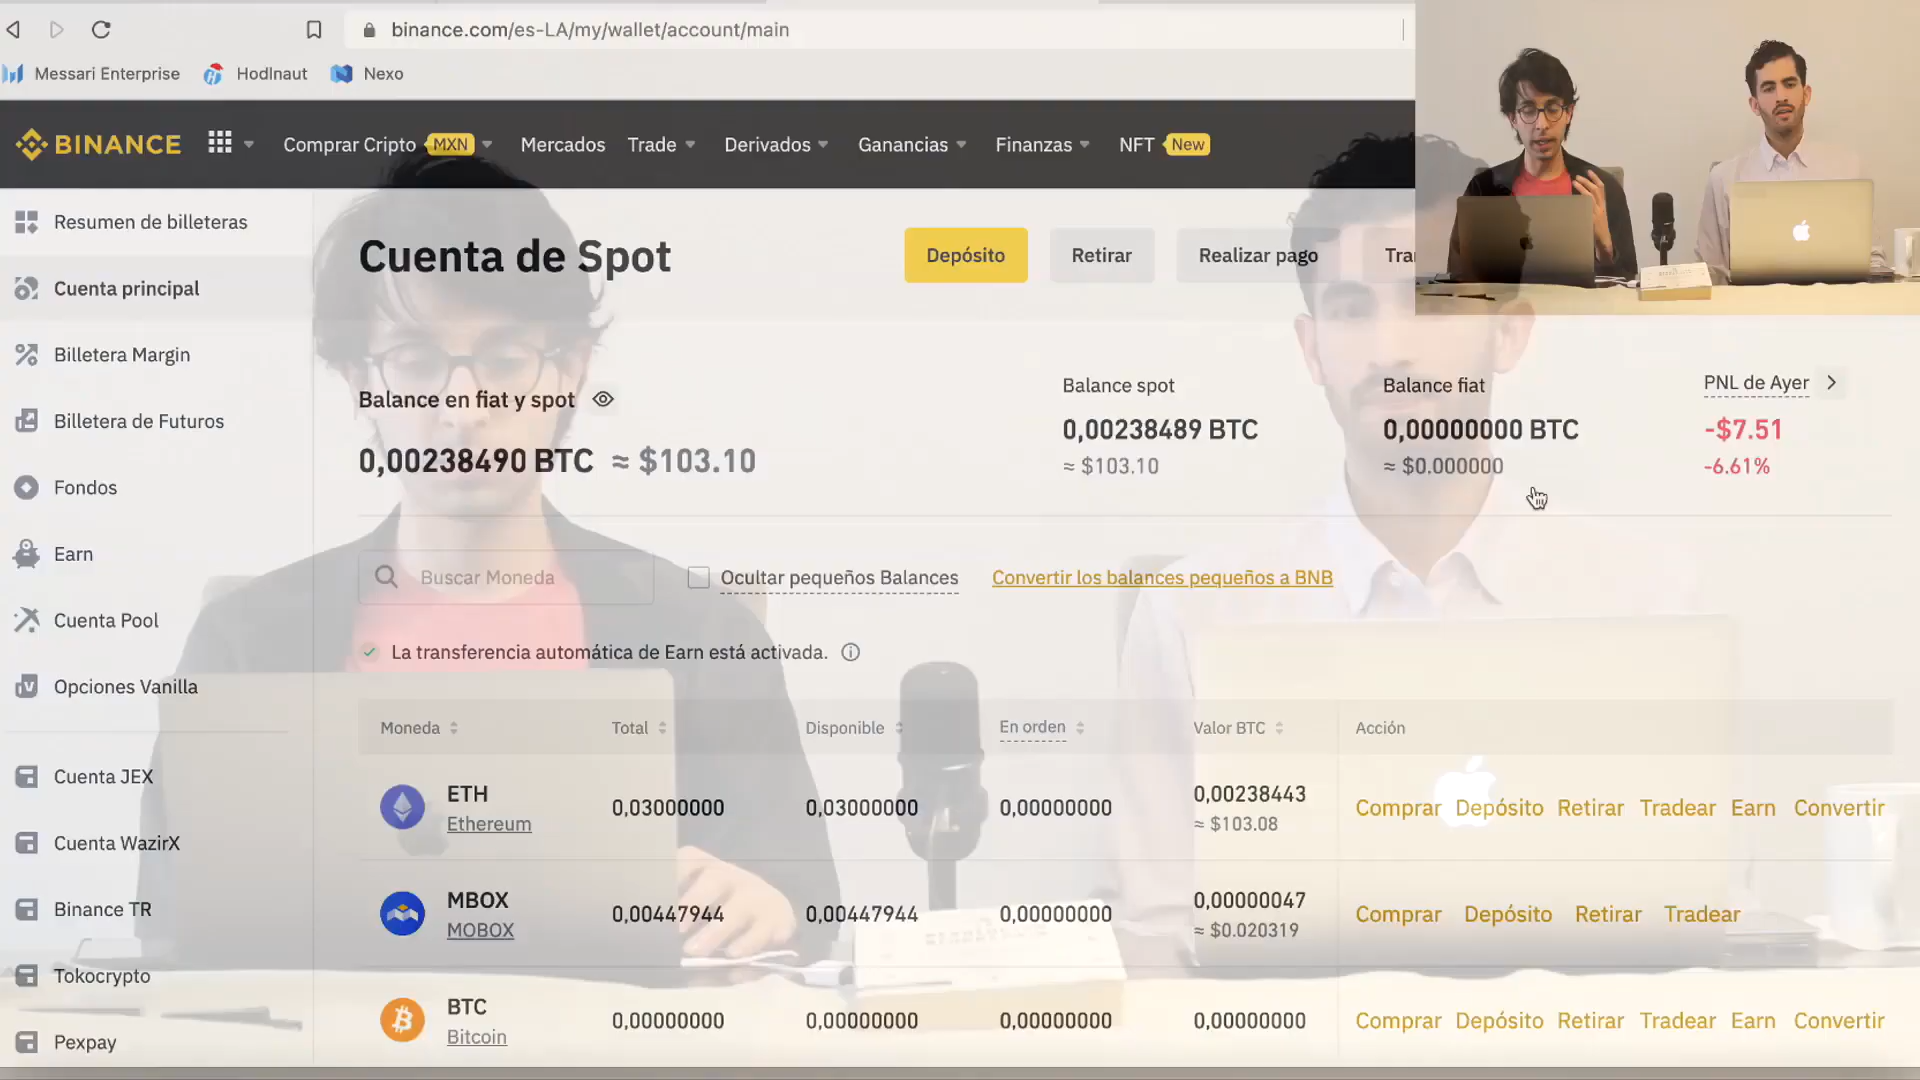 binance.com/es-LA/my/wallet/account/main
Messari Enterprise Hodlnaut Nexo
BINANCE Comprar Cripto MXN Mercados Trade Derivados Ganancias Finanzas NFT New
Resumen de billeteras
Cuenta principal
Billetera Margin
Billetera de Futuros
Fondos
Earn
Cuenta Pool
Opciones Vanilla
Cuenta JEX
Cuenta WazirX
Binance TR
Tokocrypto
Pexpay
Cuenta de Spot
Depósito Retirar Realizar pago
Balance en fiat y spot
0,00238490 BTC ≈ $103.10
Balance spot
0,00238489 BTC
≈ $103.10
Balance fiat
0,00000000 BTC
≈ $0.000000
PNL de Ayer
-$7.51
-6.61%
Buscar Moneda Ocultar pequeños Balances Convertir los balances pequeños a BNB
La transferencia automática de Earn está activada.
Moneda Total Disponible En orden Valor BTC Acción
ETH
Ethereum
0,03000000 0,03000000 0,00000000
0,00238443
≈ $103.08
Comprar Depósito Retirar Tradear Earn Convertir
MBOX
MOBOX
0,00447944 0,00447944 0,00000000
0,00000047
≈ $0.020319
Comprar Depósito Retirar Tradear
BTC
Bitcoin
0,00000000 0,00000000 0,00000000 0,00000000
Comprar Depósito Retirar Tradear Earn Convertir